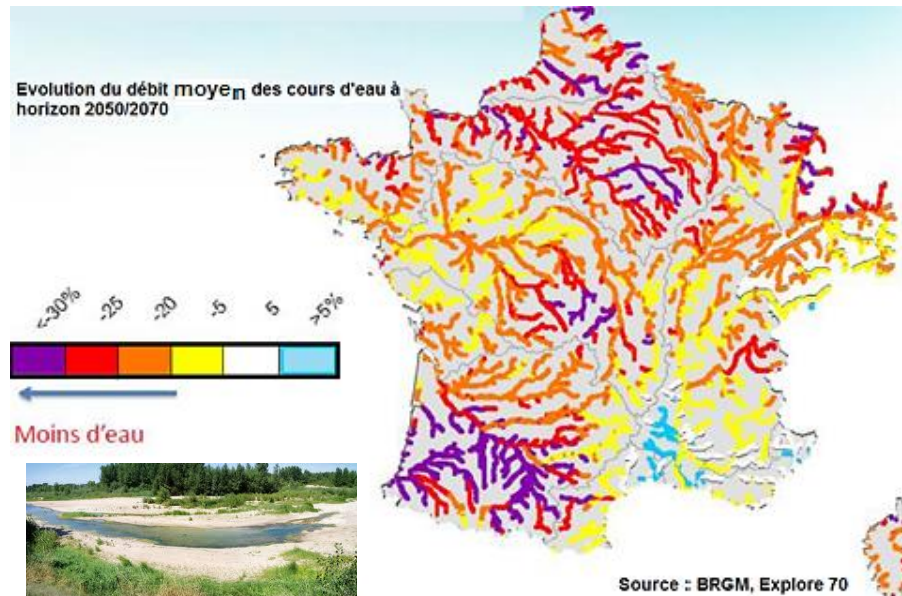 Evolution du débit moyen des cours d'eau à
horizon 2050/2070
<-30%
-25
-20
-5
5
>5%
Moins d'eau
Source : BRGM, Explore 70